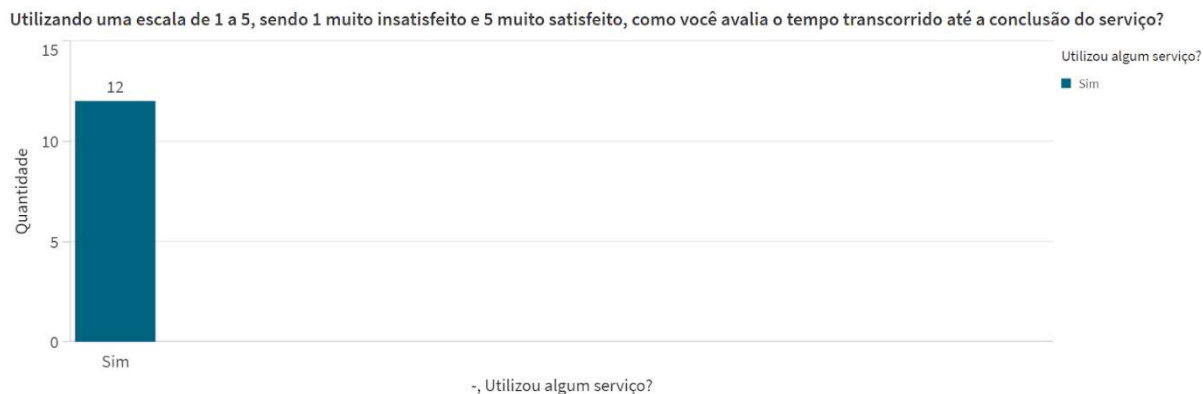 Utilizando uma escala de 1 a 5, sendo 1 muito insatisfeito e 5 muito satisfeito, como você avalia o tempo transcorrido até a conclusão do serviço?
15
Utilizou algum serviço?
Sim
12
10
Quantidade
5
0
Sim
-, Utilizou algum serviço?